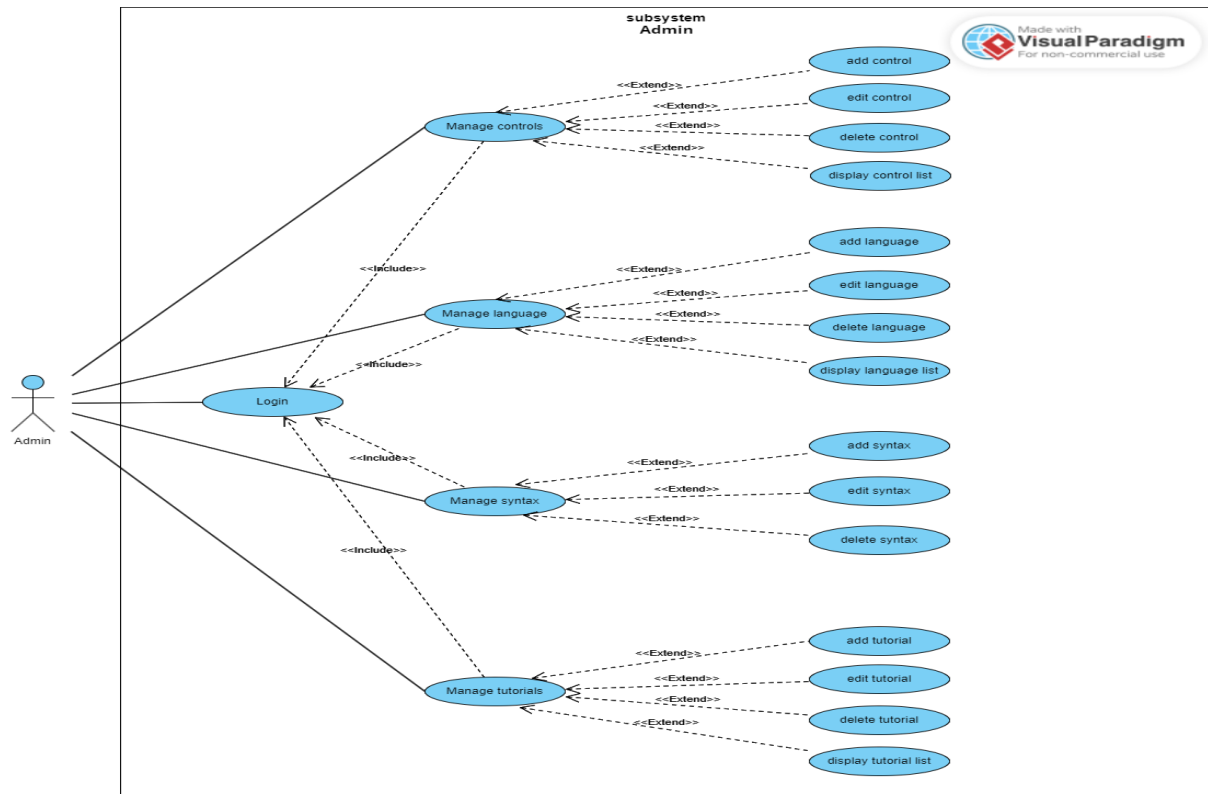 subsystem
Admin
Made with
Visual Paradigm
For non-commercial use
add control
<<Extend>>
edit control
<<Extend>>
Manage controls
<<Extend>>
delete control
<<Extend>>
display control list
add language
<<Include>>
<<Extend>>
edit language
Manage language
<<Extend>>
delete language
<<Extend>>
<<Include>>
display language list
Login
Admin
add syntax
<<Include>>
<<Extend>>
edit syntax
Manage syntax
<<Extend>>
<<Extend>>
delete syntax
<<Include>>
add tutorial
<<Extend>>
edit tutorial
Manage tutorials
<<Extend>>
delete tutorial
<<Extend>>
<<Extend>>
display tutorial list